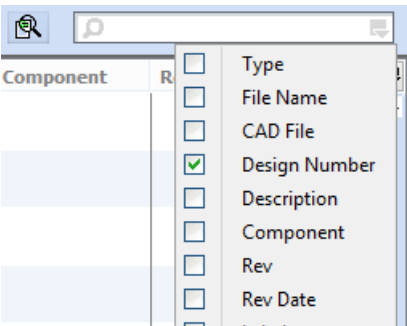 Component
Type
File Name
CAD File
Design Number
Description
Component
Rev
Rev Date